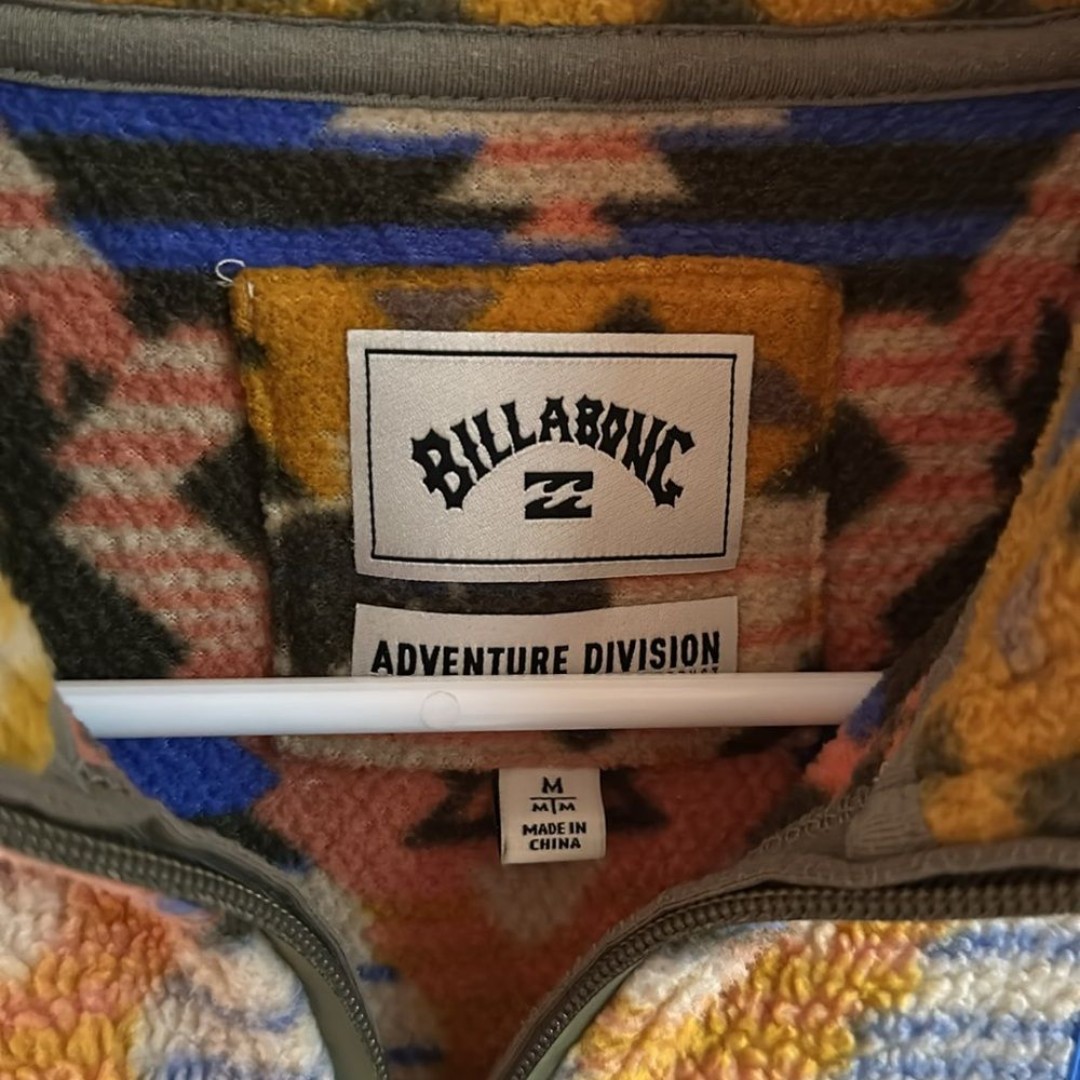 BILLABONG
ADVENTURE DIVISION
M
M M
MADE IN
CHINA